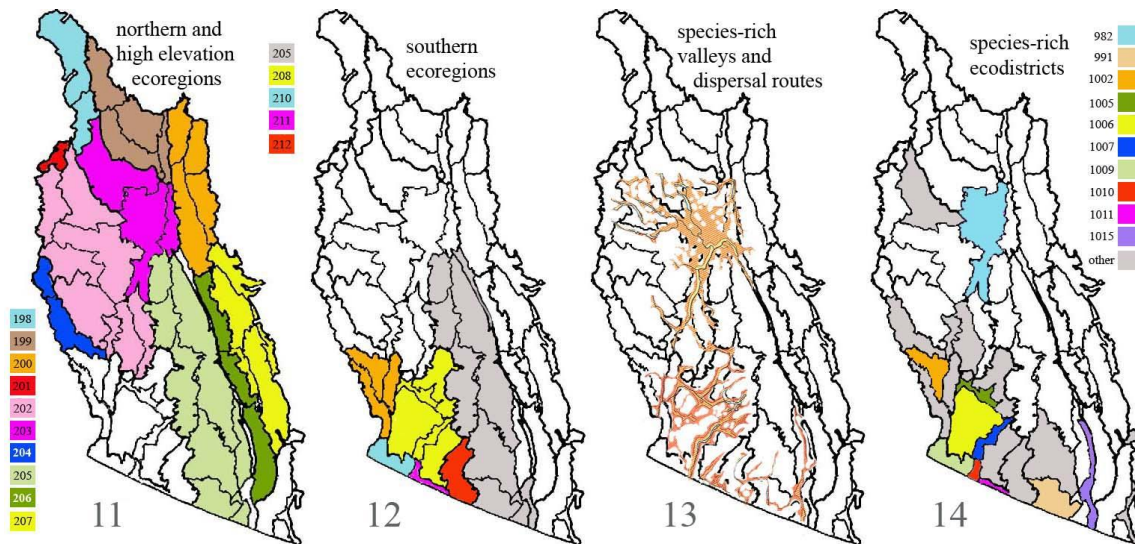 northern and
high elevation
ecoregions
198
199
200
201
202
203
204
205
206
207
11
205
208
210
211
212
southern
ecoregions
12
species-rich
valleys and
dispersal routes
13
species-rich
ecodistricts
982
991
1002
1005
1006
1007
1009
1010
1011
1015
other
14